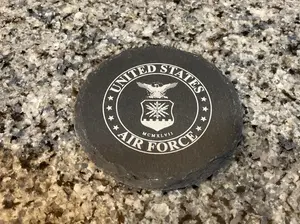 UNITED STATES
MCMXLVII
AIR FORCE